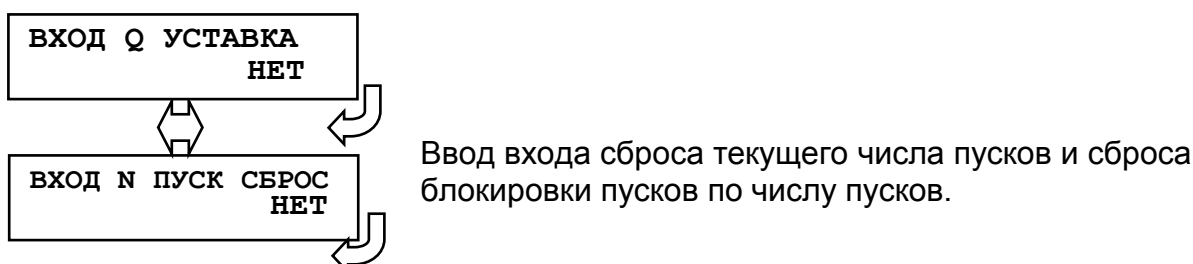 ВХОД Q УСТАВКА
НЕТ
ВХОД N ПУСК СБРОС
НЕТ
Ввод входа сброса текущего числа пусков и сброса
блокировки пусков по числу пусков.